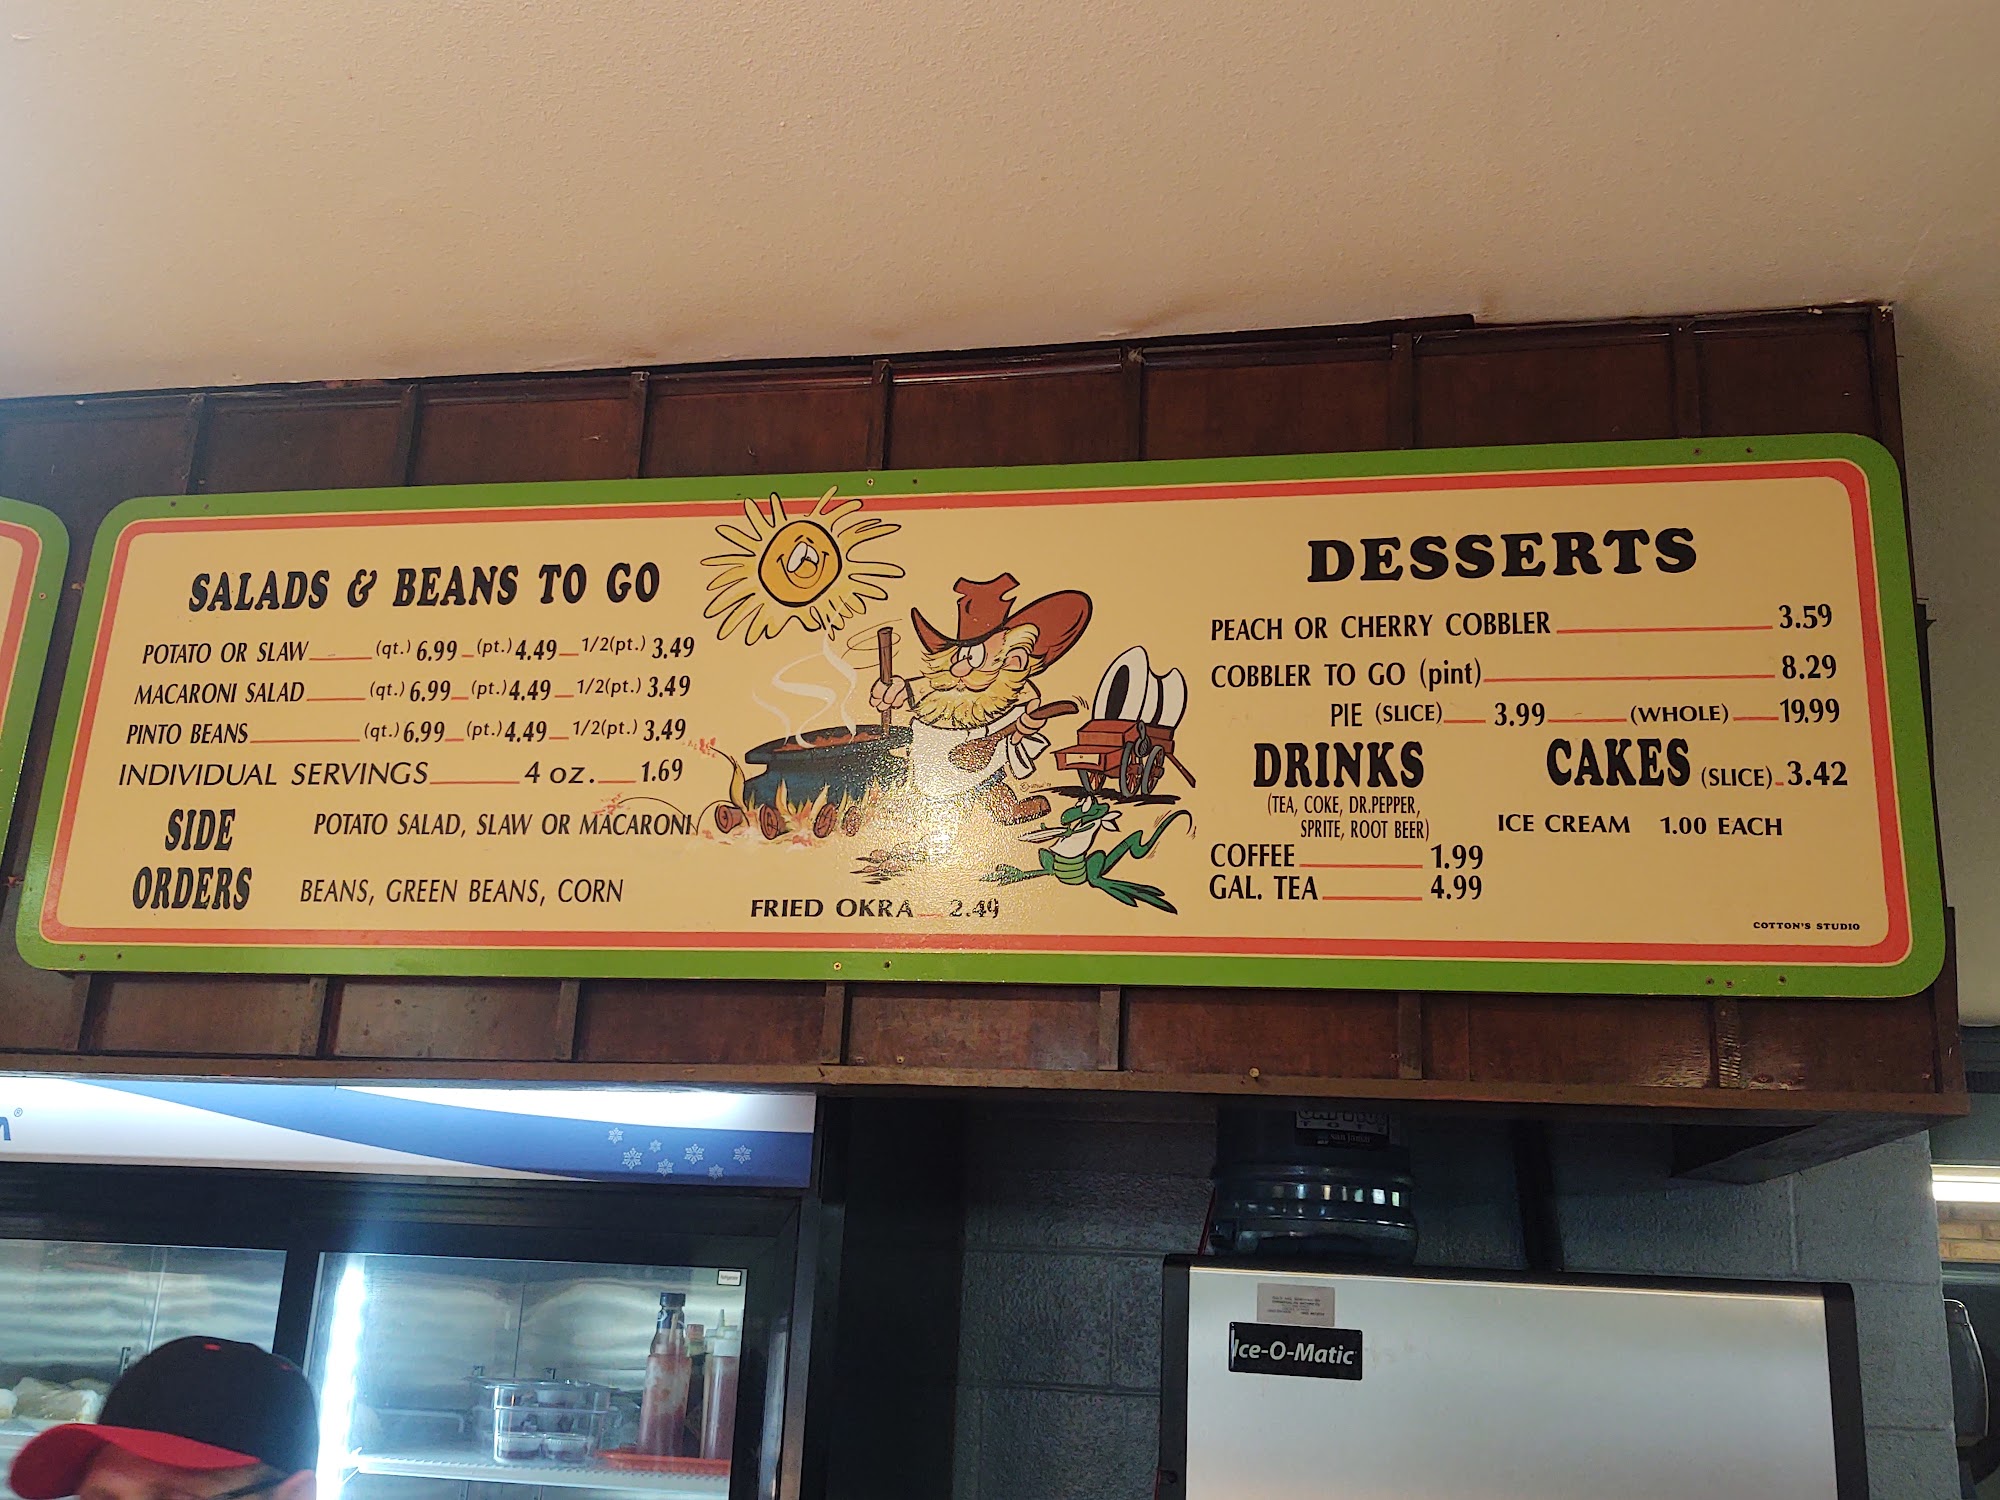 SALADS & BEANS TO GO
POTATO OR SLAW (qt.) 6.99 (pt.) 4.49 1/2(pt.) 3.49
MACARONI SALAD (qt.) 6.99 (pt.) 4.49 1/2(pt.) 3.49
PINTO BEANS (qt.) 6.99 (pt.) 4.49 1/2(pt.) 3.49
INDIVIDUAL SERVINGS 4 oz. 1.69
SIDE ORDERS
POTATO SALAD, SLAW OR MACARONI
BEANS, GREEN BEANS, CORN
FRIED OKRA 2.49
DESSERTS
PEACH OR CHERRY COBBLER 3.59
COBBLER TO GO (pint) 8.29
PIE (SLICE) 3.99 (WHOLE) 19.99
DRINKS
(TEA, COKE, DR.PEPPER,
SPRITE, ROOT BEER)
COFFEE 1.99
GAL. TEA 4.99
CAKES (SLICE) 3.42
ICE CREAM 1.00 EACH
COTTON'S STUDIO
Ice-O-Matic